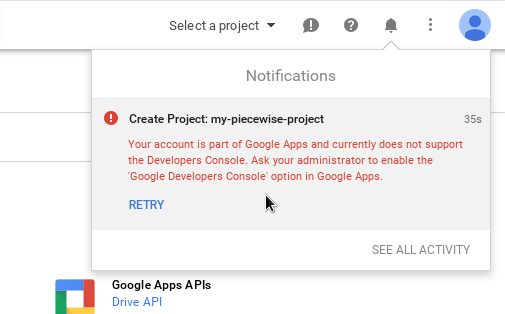 Select a project
Notifications
Create Project: my-piecewise-project 35s
Your account is part of Google Apps and currently does not support
the Developers Console. Ask your administrator to enable the
'Google Developers Console' option in Google Apps.
RETRY
SEE ALL ACTIVITY
Google Apps APIs
Drive API